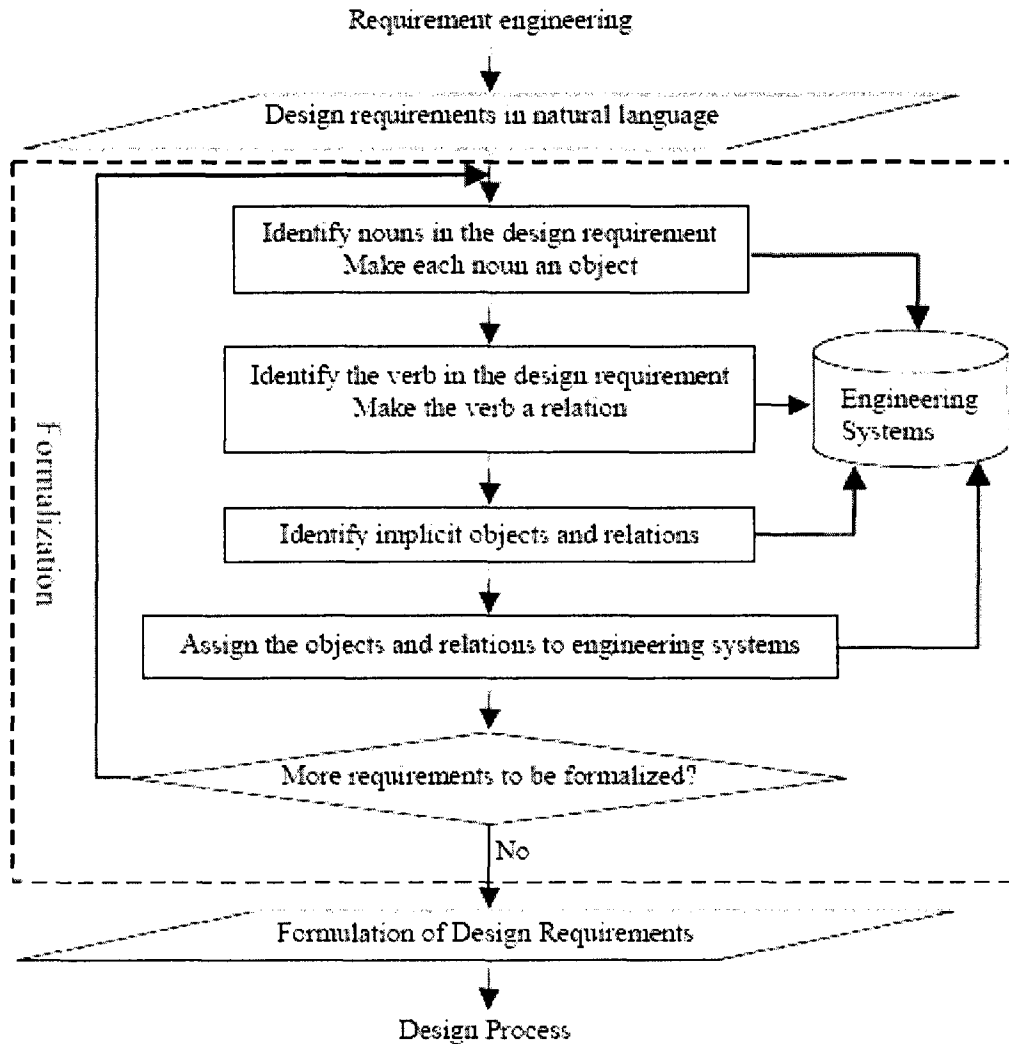 Requirement engineering
Design requirements in natural language
Identify nouns in the design requirement
Make each noun an object
Identify the verb in the design requirement
Make the verb a relation
Engineering
Systems
Formalization
Identify implicit objects and relations
Assign the objects and relations to engineering systems
More requirements to be formalized?
No
Formulation of Design Requirements
Design Process